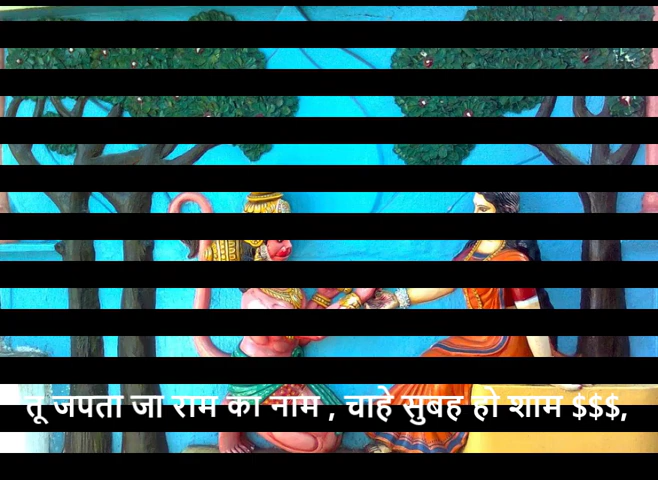 तू जपता जा राम का नाम , चाहे सुबह हो शाम $$$,